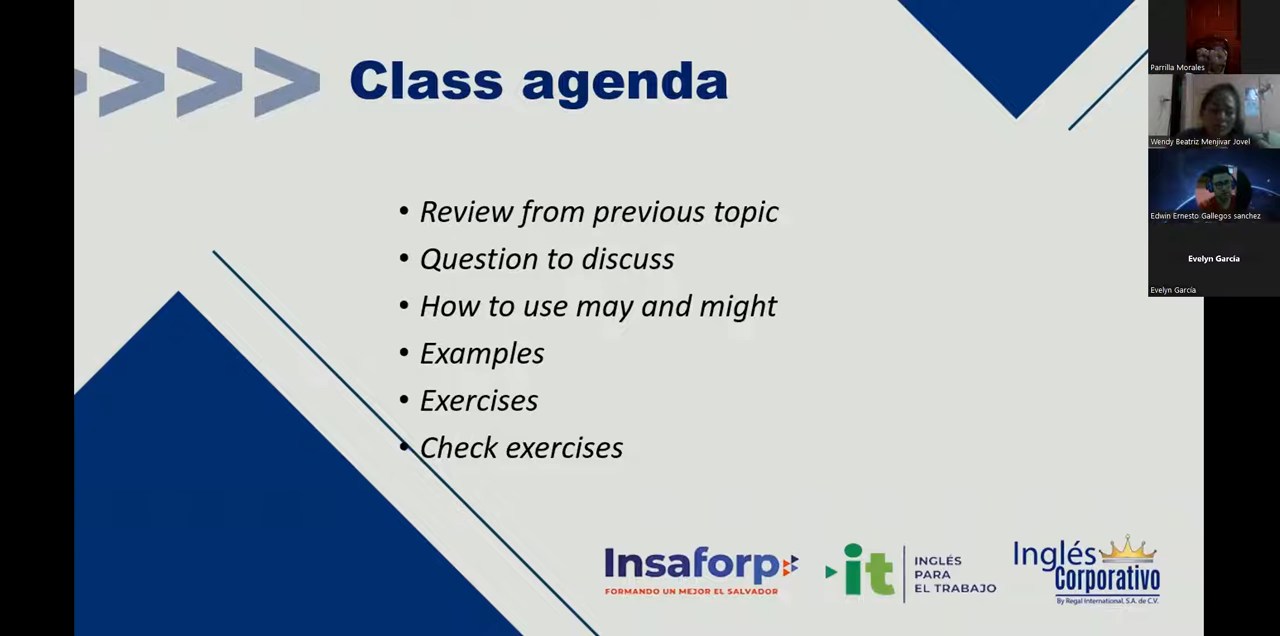 Class agenda
• Review from previous topic
• Question to discuss
• How to use may and might
• Examples
• Exercises
• Check exercises
Insaforp
FORMANDO UN MEJOR EL SALVADOR
it
INGLÉS
PARA
EL TRABAJO
Inglés
Corporativo
By Regal International, S.A. de C.V.
Parrilla Morales
Wendy Beatriz Menjivar Jovel
Edwin Ernesto Gallegos sanchez
Evelyn Garcia
Evelyn García